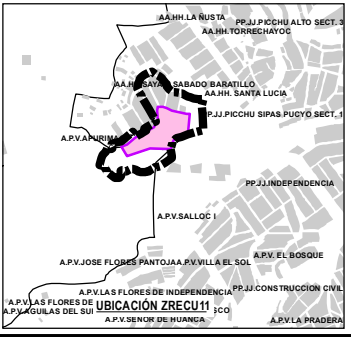 AA.HH.LA ÑUSTA
PP.JJ.PICCHU ALTO SECT. 3
AA.HH.TORRECHAYOC
SABADO BARATILLO
AA.HH. SANTA LUCIA
P.JJ.PICCHU SIPAS PUCYO SECT. 1
A.P.V.APURIMA
PP.JJ.INDEPENDENCIA
A.P.V.SALLOC I
A.P.V. EL BOSQUE
A.P.V.JOSE FLORES PANTOJA
A.P.V.VILLA EL SOL
A.P.V.LAS FLORES DE INDEPENDENCIA
PP.JJ.CONSTRUCCION CIVIL
A.P.V.LAS FLORES DE
UBICACIÓN ZRECU11
A.P.V.AGUILAS DEL SU
SCO
A.P.V.SEÑOR DE HUANCA
A.P.V.LA PRADERA